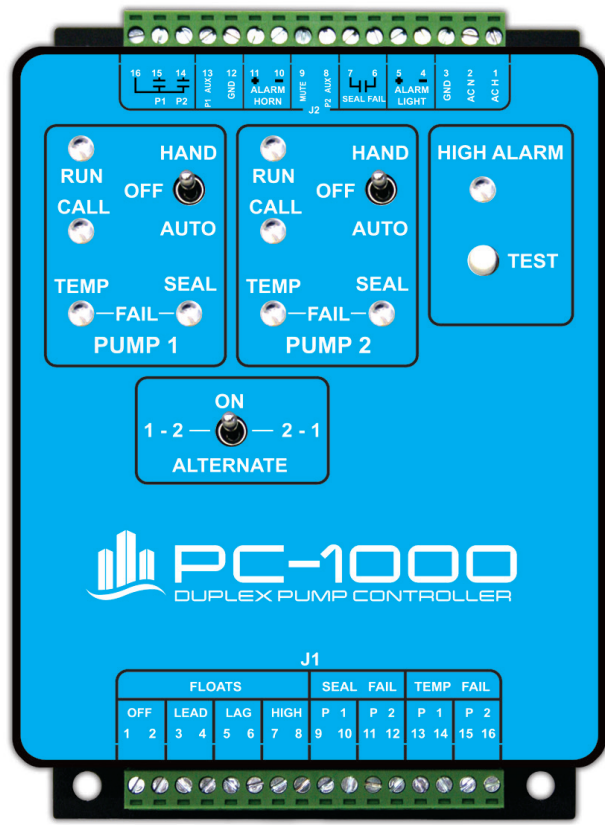 16 15 14 13 12 11 10 9 8 7 6 5 4 3 2 1
P1 P2 P1 AUX GND + ALARM HORN - MUTE P2 AUX SEAL FAIL + ALARM LIGHT - GND AC N AC H
J2
HAND
RUN
OFF
CALL
AUTO
TEMP SEAL
FAIL
PUMP 1
HAND
RUN
OFF
CALL
AUTO
TEMP SEAL
FAIL
PUMP 2
HIGH ALARM
TEST
ON
1 - 2 2 - 1
ALTERNATE
PC-1000
DUPLEX PUMP CONTROLLER
J1
FLOATS SEAL FAIL TEMP FAIL
OFF LEAD LAG HIGH P 1 P 2 P 1 P 2
1 2 3 4 5 6 7 8 9 10 11 12 13 14 15 16